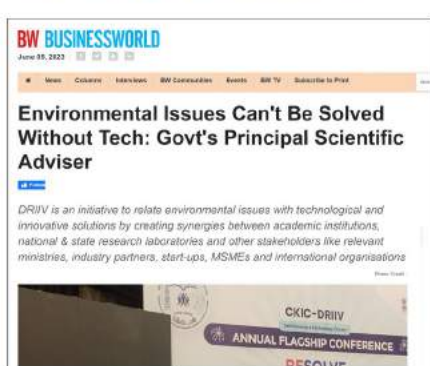 BW BUSINESSWORLD
June 09, 2023
News Columns Interviews BW Communities Events BW TV Subscribe to Print
Environmental Issues Can't Be Solved
Without Tech: Govt's Principal Scientific
Adviser
Follow
DRIIV is an initiative to relate environmental issues with technological and
innovative solutions by creating synergies between academic institutions,
national & state research laboratories and other stakeholders like relevant
ministries, industry partners, start-ups, MSMEs and international organisations
CKIC-DRIIV
ANNUAL FLAGSHIP CONFERENCE
RESOLVE